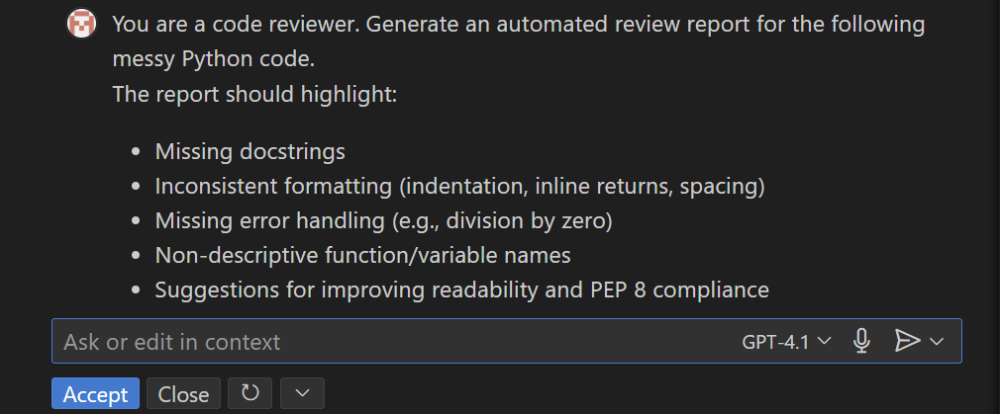 You are a code reviewer. Generate an automated review report for the following
messy Python code.
The report should highlight:
• Missing docstrings
• Inconsistent formatting (indentation, inline returns, spacing)
• Missing error handling (e.g., division by zero)
• Non-descriptive function/variable names
• Suggestions for improving readability and PEP 8 compliance
Ask or edit in context GPT-4.1
Accept Close